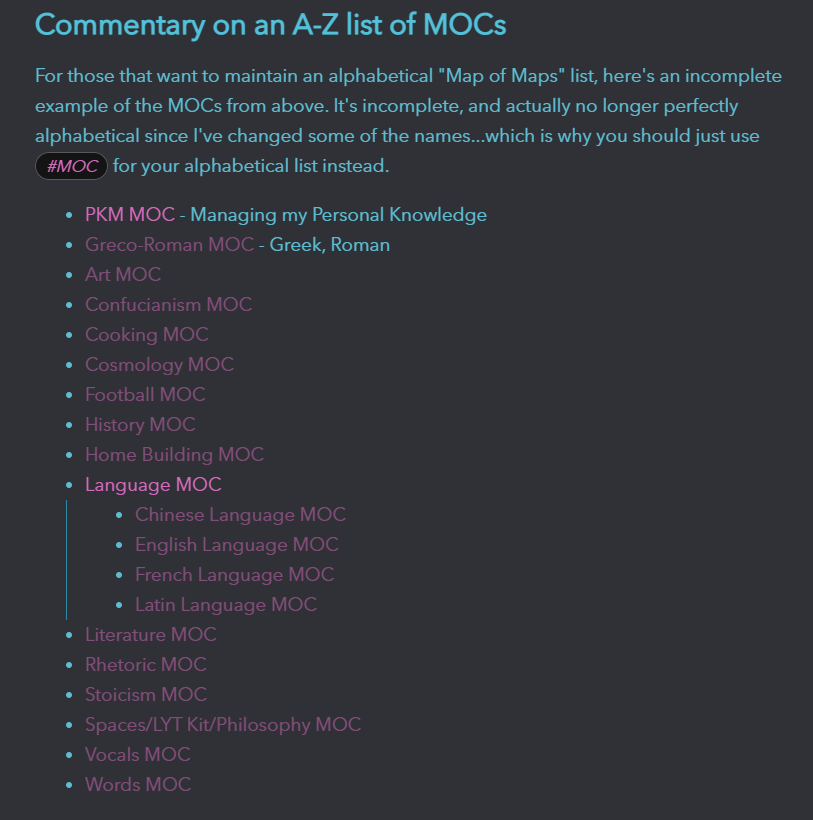 Commentary on an A-Z list of MOCs
For those that want to maintain an alphabetical "Map of Maps" list, here's an incomplete
example of the MOCs from above. It's incomplete, and actually no longer perfectly
alphabetical since I've changed some of the names...which is why you should just use
#MOC for your alphabetical list instead.
• PKM MOC - Managing my Personal Knowledge
• Greco-Roman MOC - Greek, Roman
• Art MOC
• Confucianism MOC
• Cooking MOC
• Cosmology MOC
• Football MOC
• History MOC
• Home Building MOC
• Language MOC
• Chinese Language MOC
• English Language MOC
• French Language MOC
• Latin Language MOC
• Literature MOC
• Rhetoric MOC
• Stoicism MOC
• Spaces/LYT Kit/Philosophy MOC
• Vocals MOC
• Words MOC